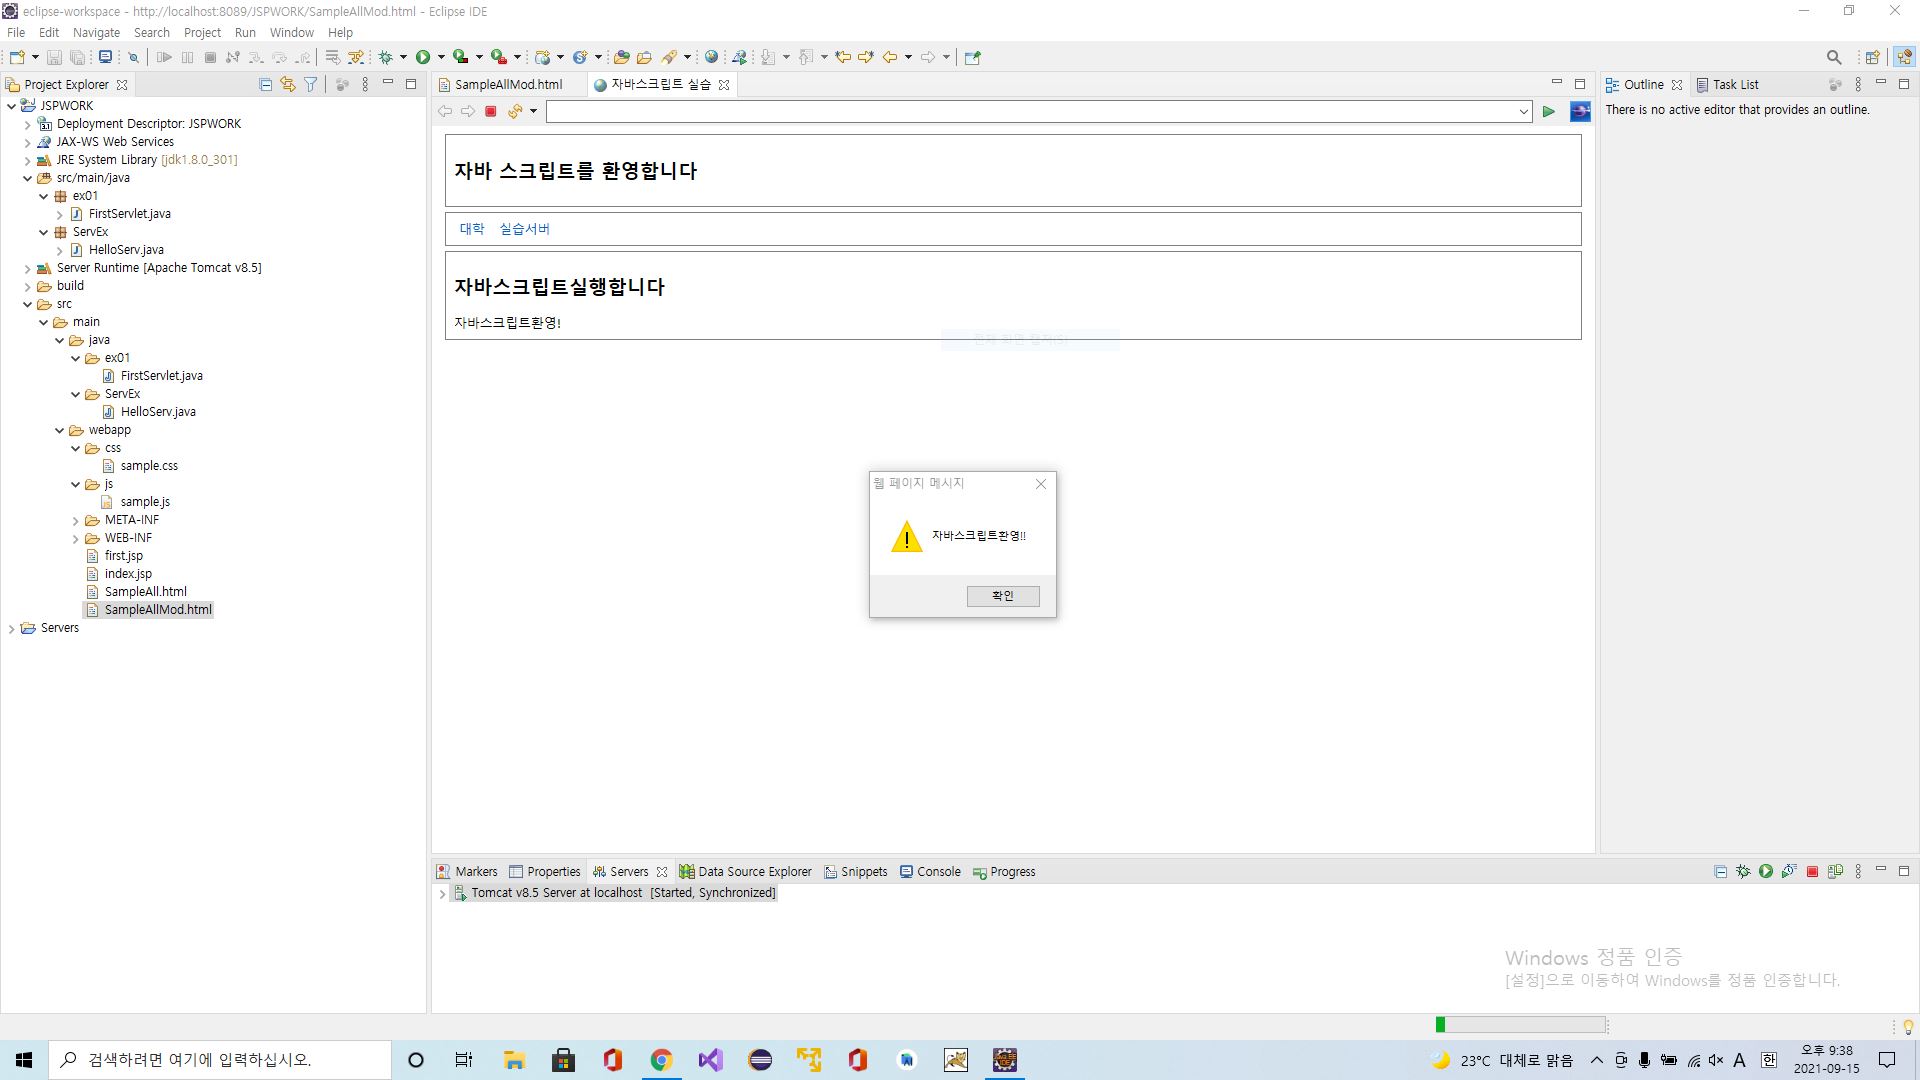 eclipse-workspace - http://localhost:8089/JSPWORK/SampleAllMod.html - Eclipse IDE
File Edit Navigate Search Project Run Window Help
Project Explorer
JSPWORK
Deployment Descriptor: JSPWORK
JAX-WS Web Services
JRE System Library [jdk1.8.0_301]
src/main/java
ex01
FirstServlet.java
ServEx
HelloServ.java
Server Runtime [Apache Tomcat v8.5]
build
src
main
java
ex01
FirstServlet.java
ServEx
HelloServ.java
webapp
css
sample.css
js
sample.js
META-INF
WEB-INF
first.jsp
index.jsp
SampleAll.html
SampleAllMod.html
Servers
SampleAllMod.html 자바스크립트 실습
자바 스크립트를 환영합니다
대학 실습서버
자바스크립트실행합니다
자바스크립트환영!
전체 화면 캡처(S)
웹 페이지 메시지
자바스크립트환영!!
확인
Outline Task List
There is no active editor that provides an outline.
Markers Properties Servers Data Source Explorer Snippets Console Progress
Tomcat v8.5 Server at localhost [Started, Synchronized]
Windows 정품 인증
[설정]으로 이동하여 Windows를 정품 인증합니다.
검색하려면 여기에 입력하십시오.
23°C 대체로 맑음
A 한
오후 9:38
2021-09-15